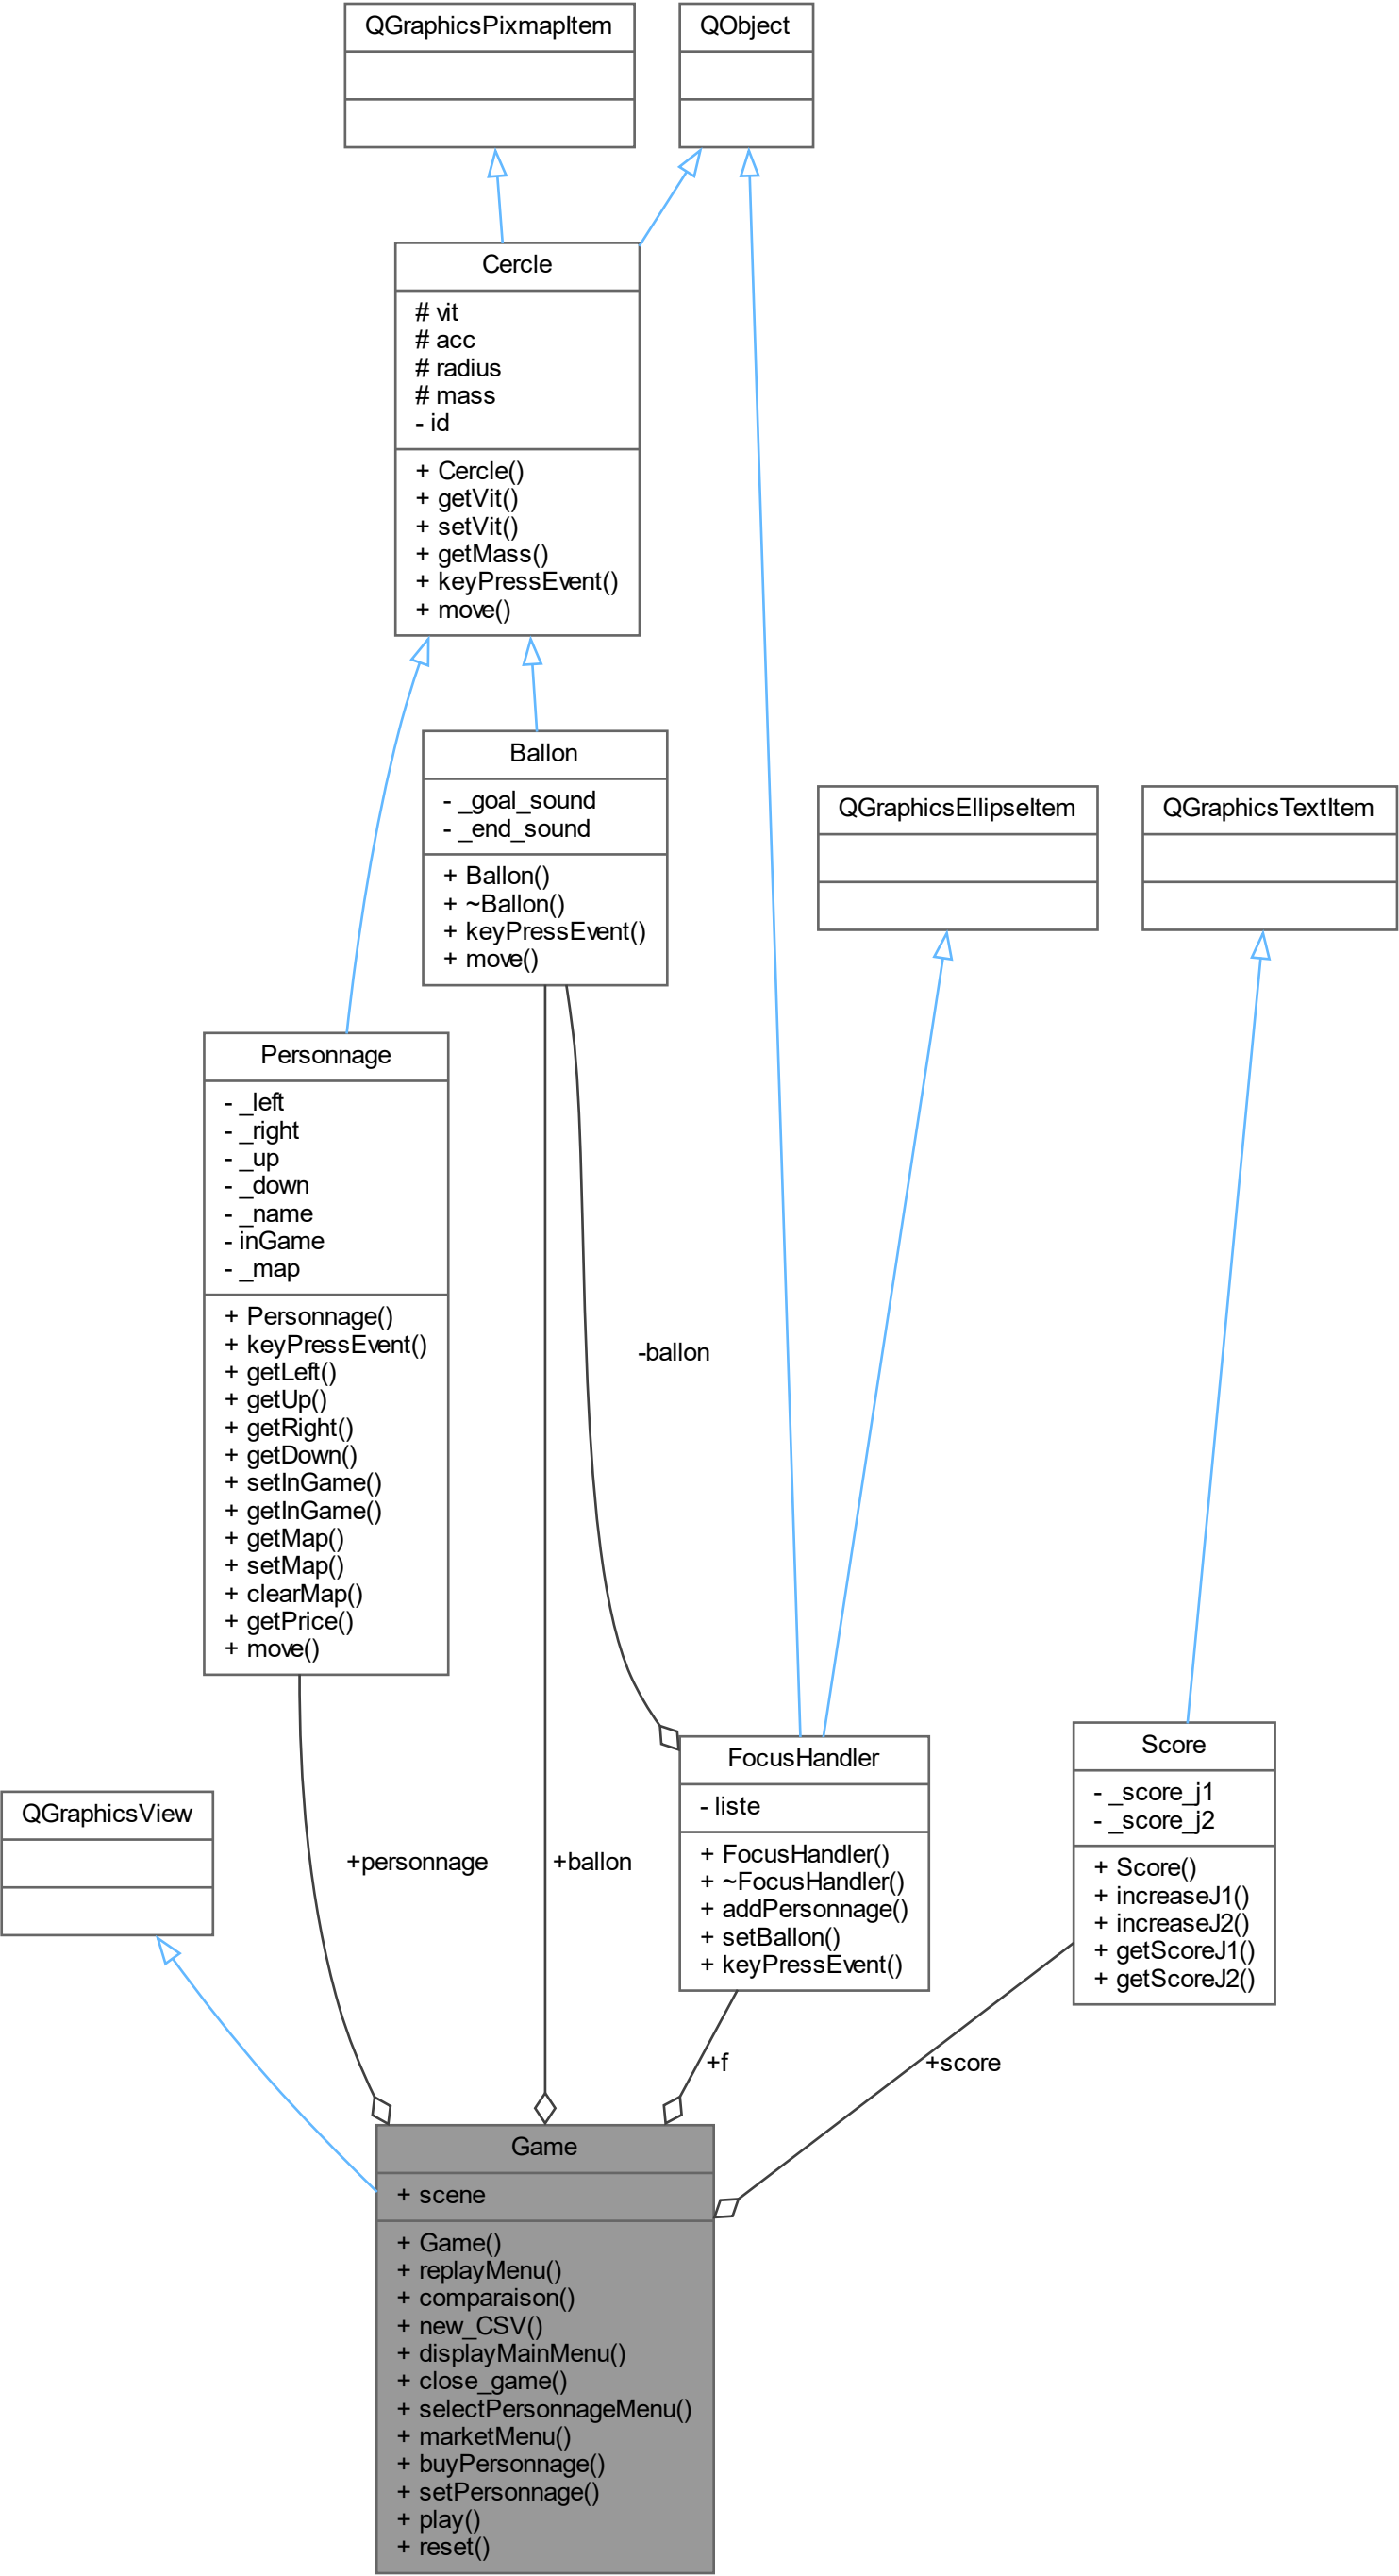 QGraphicsPixmapItem
QObject
Cercle
# vit
# acc
# radius
# mass
- id
+ Cercle()
+ getVit()
+ setVit()
+ getMass()
+ keyPressEvent()
+ move()
Ballon
- _goal_sound
- _end_sound
+ Ballon()
+ ~Ballon()
+ keyPressEvent()
+ move()
QGraphicsEllipseItem
QGraphicsTextItem
Personnage
- _left
- _right
- _up
- _down
- _name
- inGame
- _map
+ Personnage()
+ keyPressEvent()
+ getLeft()
+ getUp()
+ getRight()
+ getDown()
+ setInGame()
+ getInGame()
+ getMap()
+ setMap()
+ clearMap()
+ getPrice()
+ move()
-ballon
FocusHandler
- liste
+ FocusHandler()
+ ~FocusHandler()
+ addPersonnage()
+ setBallon()
+ keyPressEvent()
Score
- _score_j1
- _score_j2
+ Score()
+ increaseJ1()
+ increaseJ2()
+ getScoreJ1()
+ getScoreJ2()
QGraphicsView
+personnage
+ballon
+f
+score
Game
+ scene
+ Game()
+ replayMenu()
+ comparaison()
+ new_CSV()
+ displayMainMenu()
+ close_game()
+ selectPersonnageMenu()
+ marketMenu()
+ buyPersonnage()
+ setPersonnage()
+ play()
+ reset()